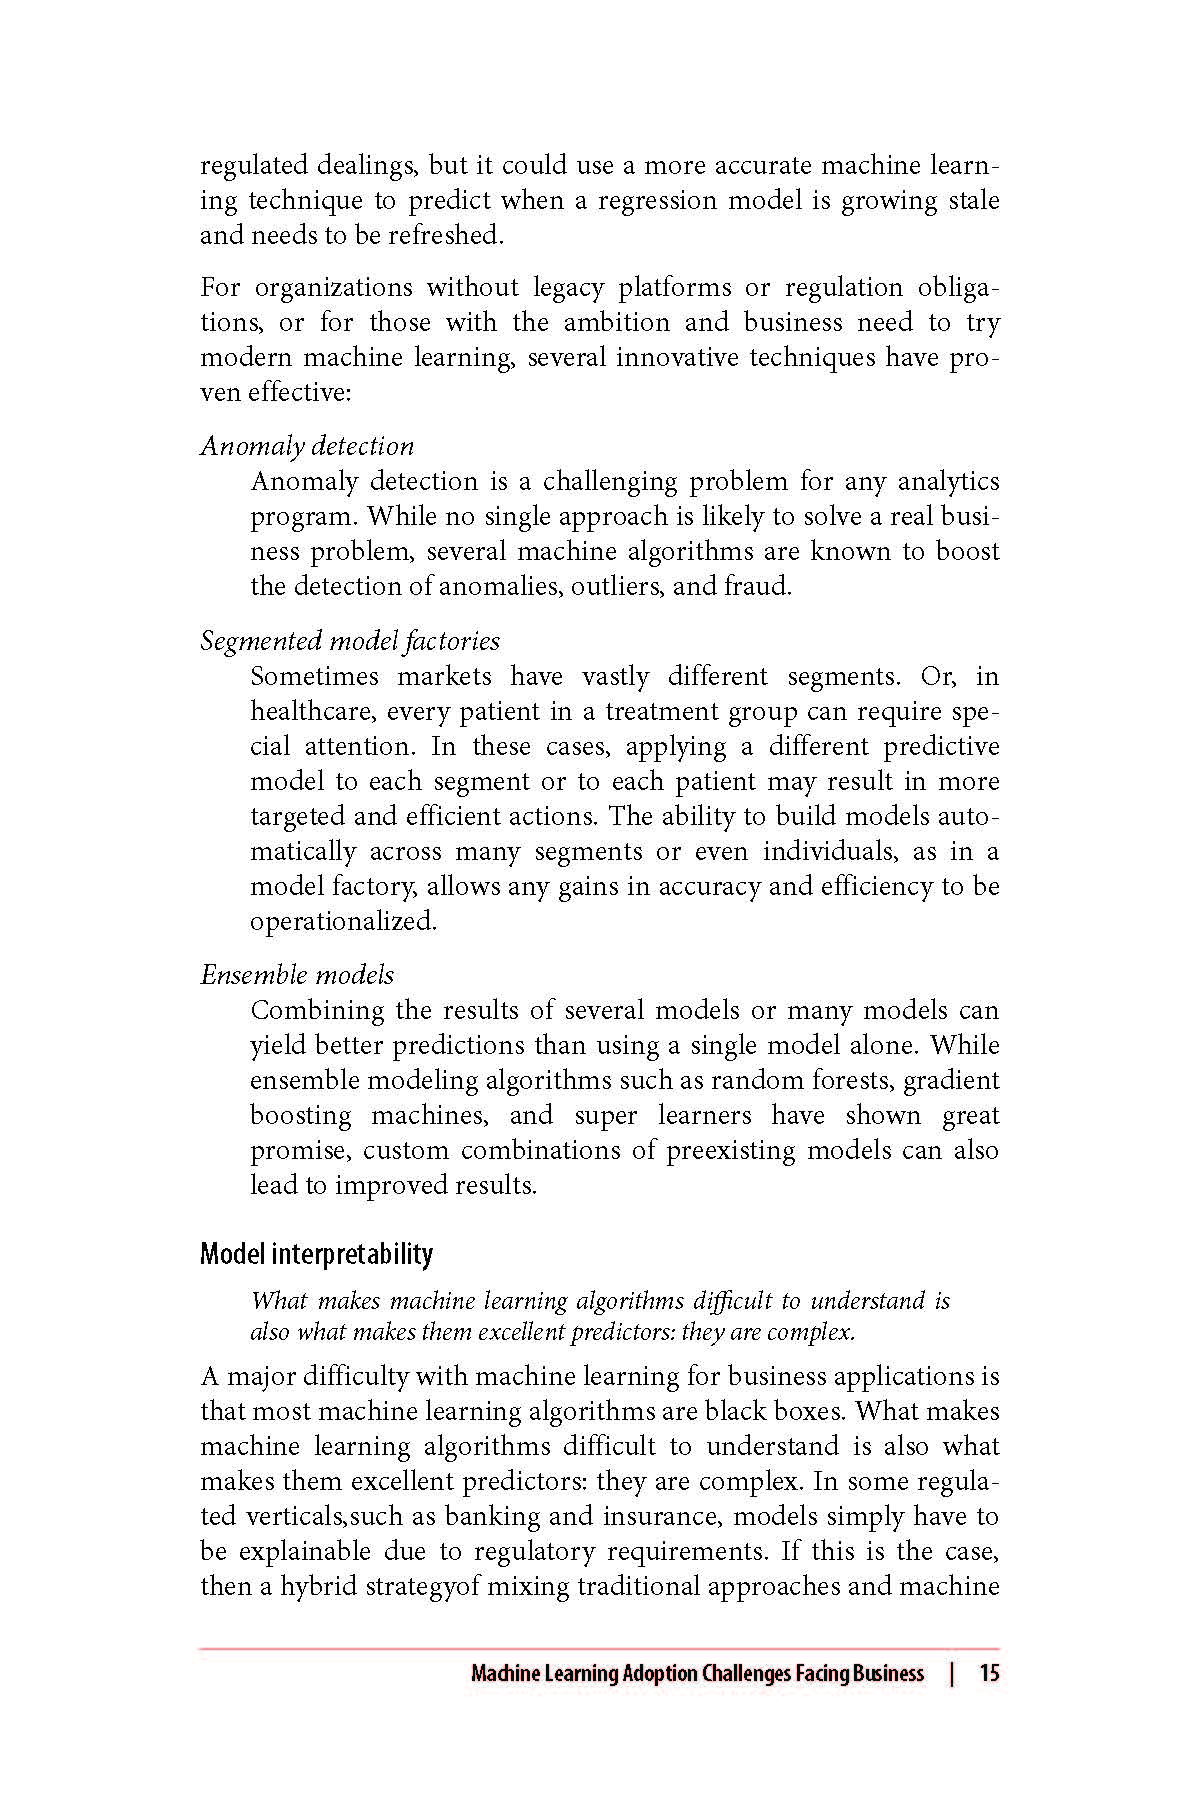 regulated dealings, but it could use a more accurate machine learn-
ing technique to predict when a regression model is growing stale
and needs to be refreshed.
For organizations without legacy platforms or regulation obliga-
tions, or for those with the ambition and business need to try
modern machine learning, several innovative techniques have pro-
ven effective:
Anomaly detection
Anomaly detection is a challenging problem for any analytics
program. While no single approach is likely to solve a real busi-
ness problem, several machine algorithms are known to boost
the detection of anomalies, outliers, and fraud.
Segmented model factories
Sometimes markets have vastly different segments. Or, in
healthcare, every patient in a treatment group can require spe-
cial attention. In these cases, applying a different predictive
model to each segment or to each patient may result in more
targeted and efficient actions. The ability to build models auto-
matically across many segments or even individuals, as in a
model factory, allows any gains in accuracy and efficiency to be
operationalized.
Ensemble models
Combining the results of several models or many models can
yield better predictions than using a single model alone. While
ensemble modeling algorithms such as random forests, gradient
boosting machines, and super learners have shown great
promise, custom combinations of preexisting models can also
lead to improved results.
Model interpretability
What makes machine learning algorithms difficult to understand is
also what makes them excellent predictors: they are complex.
A major difficulty with machine learning for business applications is
that most machine learning algorithms are black boxes. What makes
machine learning algorithms difficult to understand is also what
makes them excellent predictors: they are complex. In some regula-
ted verticals,such as banking and insurance, models simply have to
be explainable due to regulatory requirements. If this is the case,
then a hybrid strategyof mixing traditional approaches and machine
Machine Learning Adoption Challenges Facing Business | 15